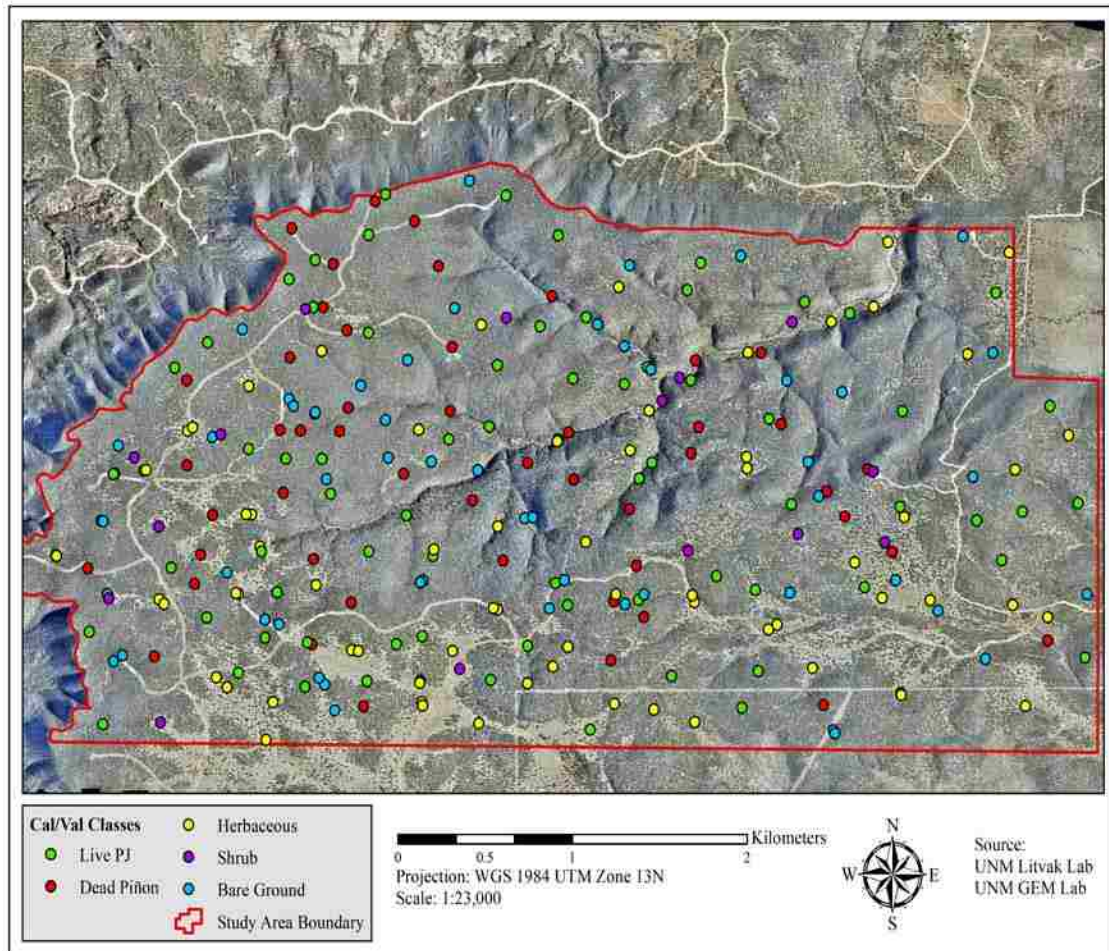 Cal/Val Classes
Live PJ
Dead Piñon
Herbaceous
Shrub
Bare Ground
Study Area Boundary
Kilometers
0 0.5 1 2
Projection: WGS 1984 UTM Zone 13N
Scale: 1:23,000
N
W E
S
Source:
UNM Litvak Lab
UNM GEM Lab